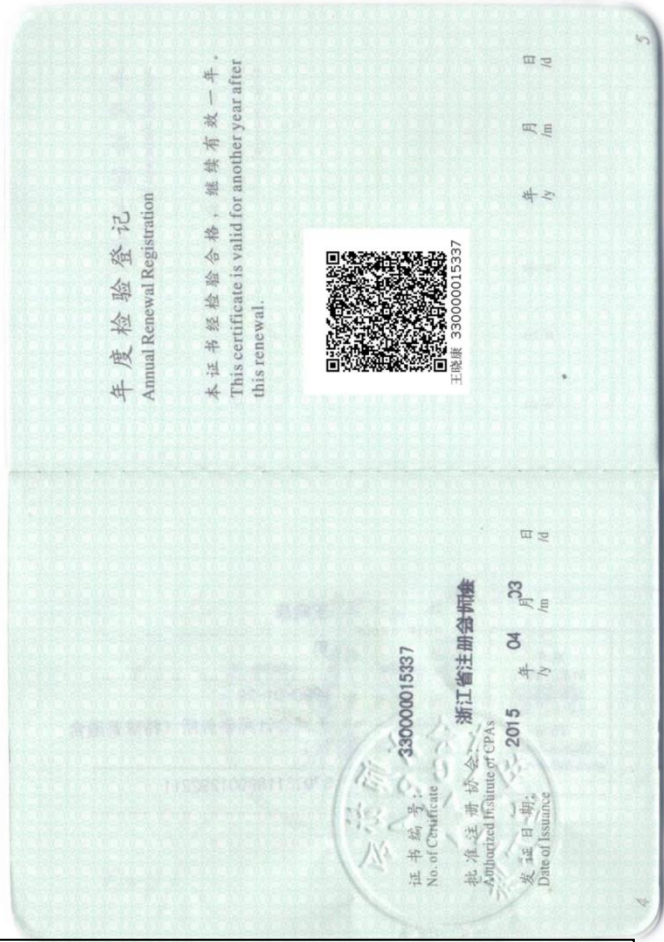 年度检验登记
Annual Renewal Registration
本证书经检验合格，继续有效一年。
This certificate is valid for another year after
this renewal.
王晓康 330000015337
年 月 日
/y /m /d
5
证书编号： 330000015337
No. of Certificate
批准注册协会： 浙江省注册会计师协会
Authorized Institute of CPAs
发证日期： 2015 年 04 月 03 日
Date of Issuance /y /m /d
4